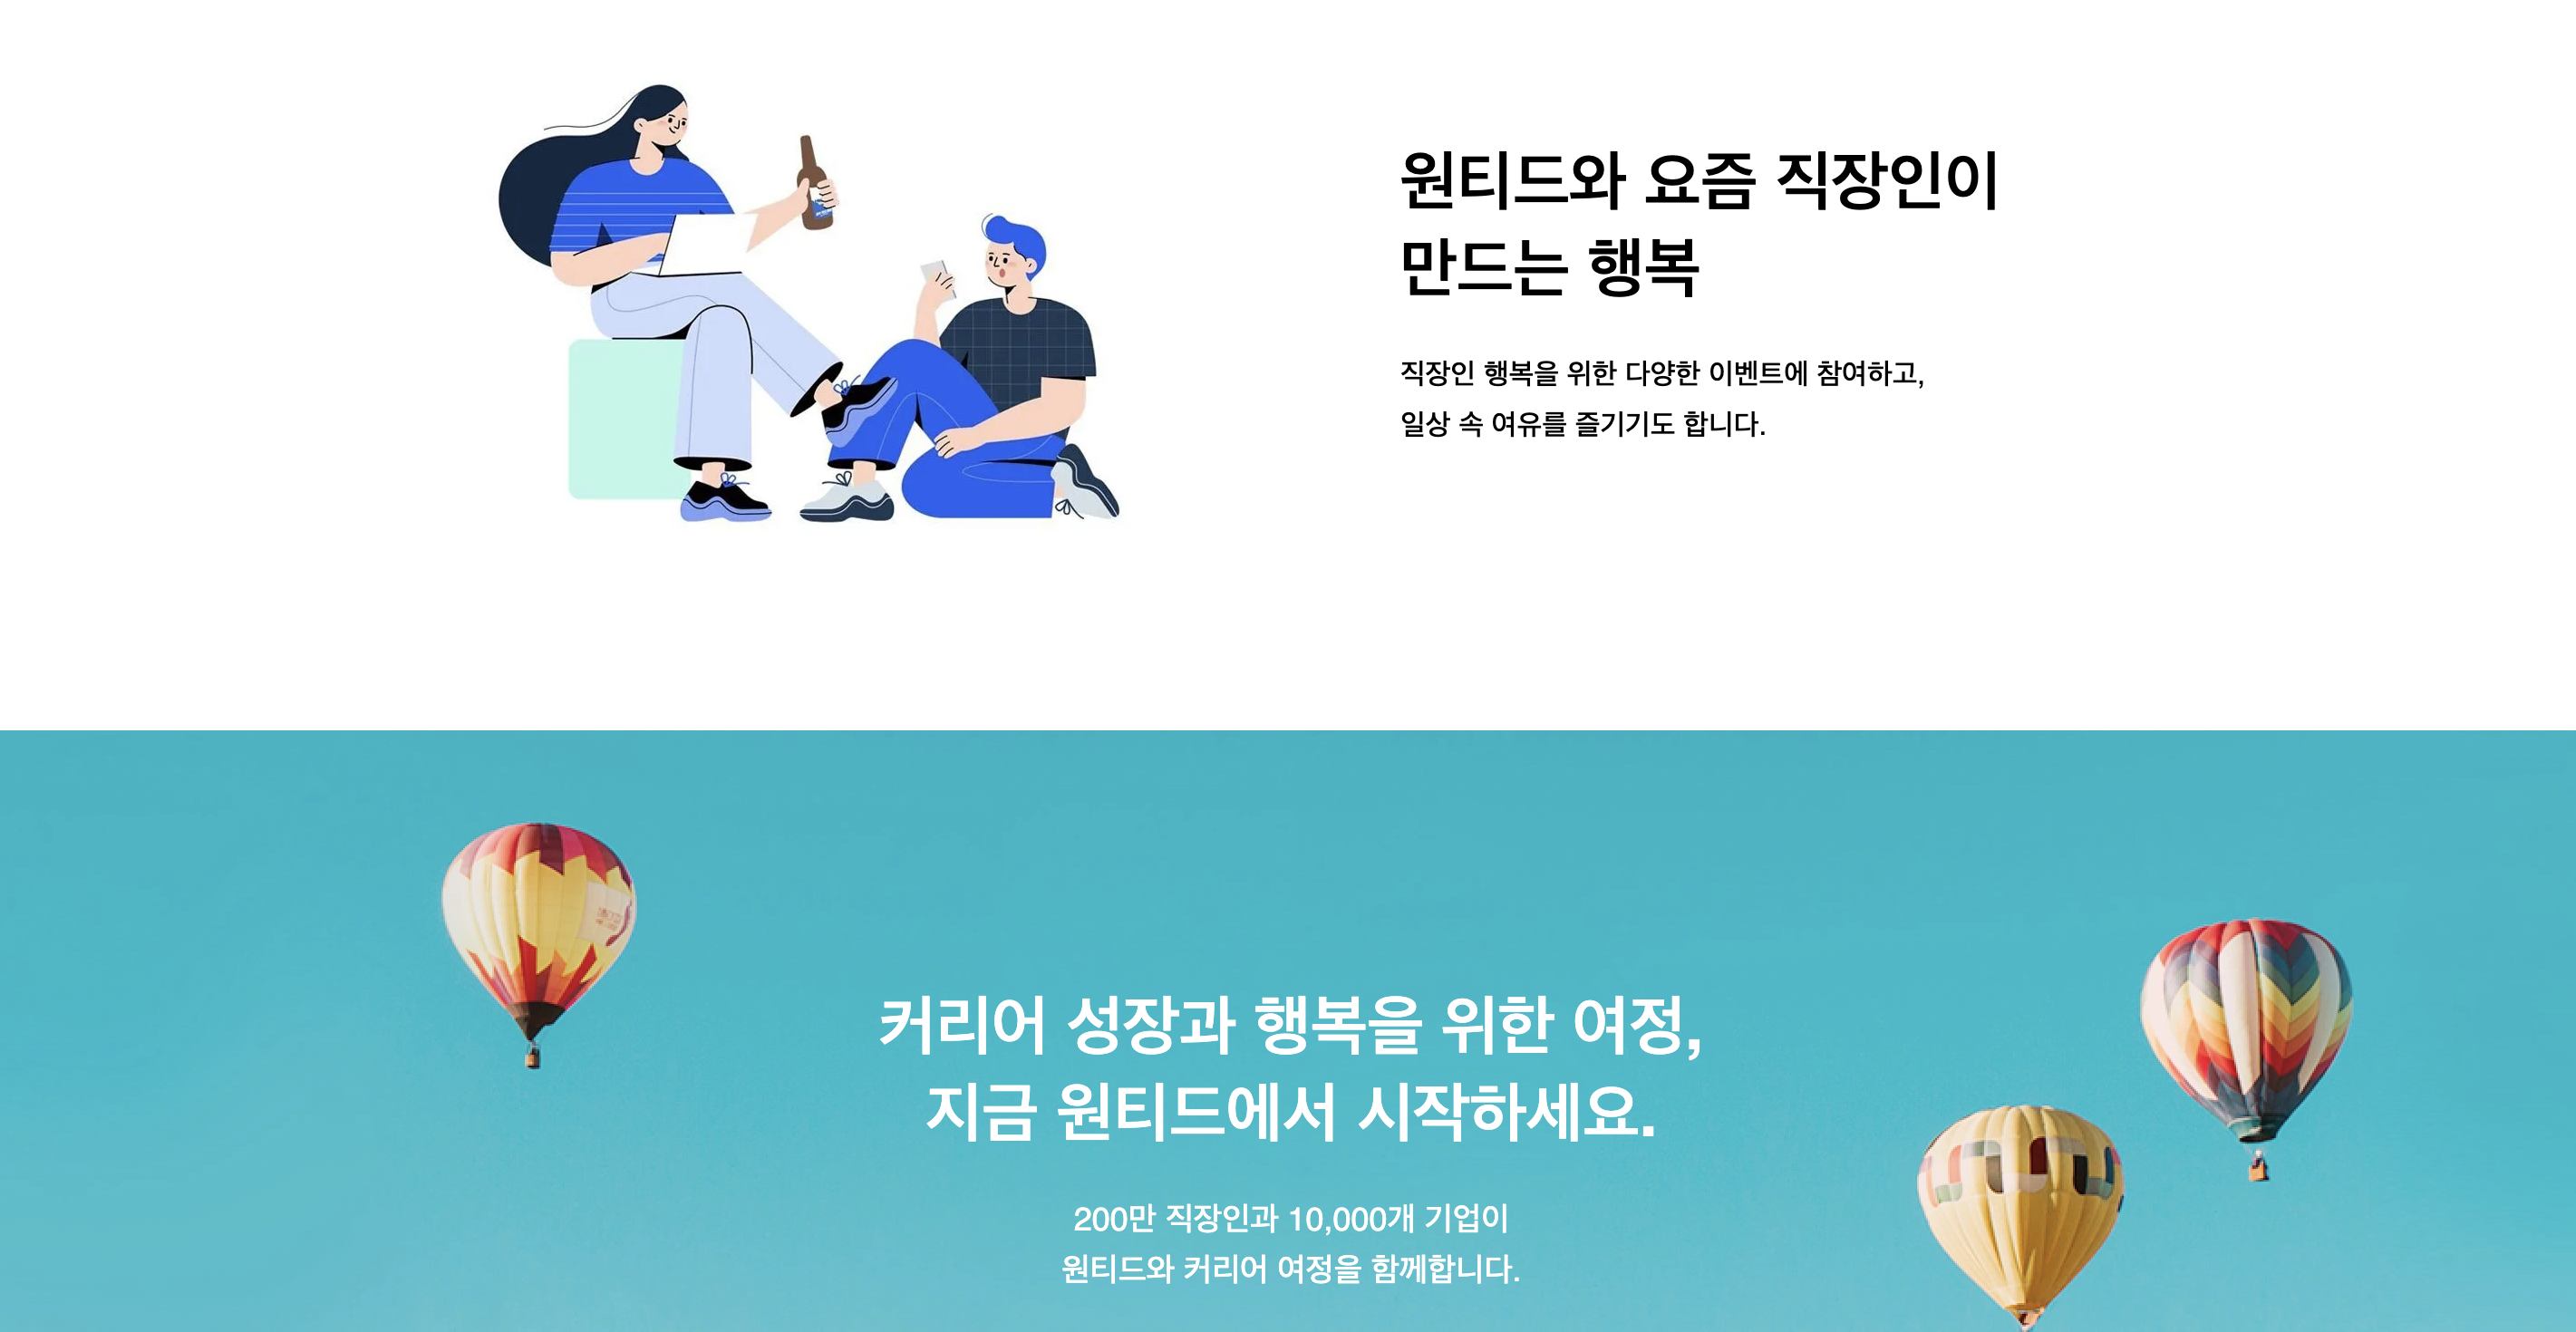 원티드와 요즘 직장인이
만드는 행복
직장인 행복을 위한 다양한 이벤트에 참여하고,
일상 속 여유를 즐기기도 합니다.
커리어 성장과 행복을 위한 여정,
지금 원티드에서 시작하세요.
200만 직장인과 10,000개 기업이
원티드와 커리어 여정을 함께합니다.